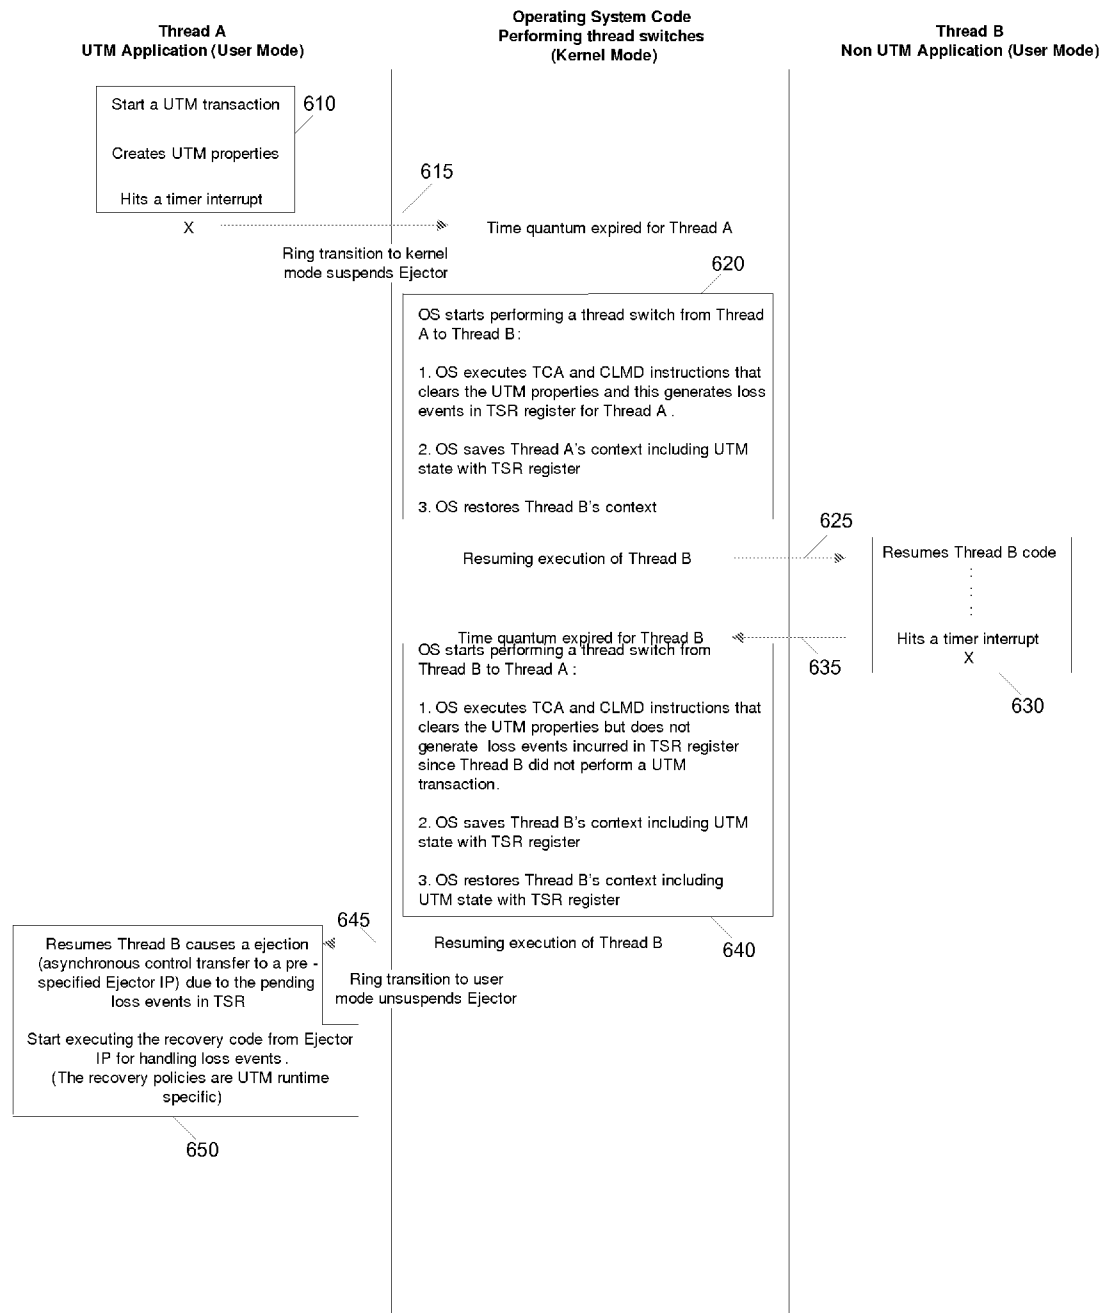 Thread A
UTM Application (User Mode)
Operating System Code
Performing thread switches
(Kernel Mode)
Thread B
Non UTM Application (User Mode)
Start a UTM transaction
610
Creates UTM properties
Hits a timer interrupt
X
615
Time quantum expired for Thread A
Ring transition to kernel
mode suspends Ejector
620
OS starts performing a thread switch from Thread
A to Thread B :
1. OS executes TCA and CLMD instructions that
clears the UTM properties and this generates loss
events in TSR register for Thread A .
2. OS saves Thread A's context including UTM
state with TSR register
3. OS restores Thread B's context
625
Resuming execution of Thread B
Resumes Thread B code
:
:
:
Time quantum expired for Thread B
635
Hits a timer interrupt
X
630
OS starts performing a thread switch from
Thread B to Thread A :
1. OS executes TCA and CLMD instructions that
clears the UTM properties but does not
generate loss events incurred in TSR register
since Thread B did not perform a UTM
transaction.
2. OS saves Thread B's context including UTM
state with TSR register
3. OS restores Thread B's context including
UTM state with TSR register
640
645
Resuming execution of Thread B
Ring transition to user
mode unsuspends Ejector
Resumes Thread B causes a ejection
(asynchronous control transfer to a pre -
specified Ejector IP) due to the pending
loss events in TSR
Start executing the recovery code from Ejector
IP for handling loss events .
(The recovery policies are UTM runtime
specific)
650